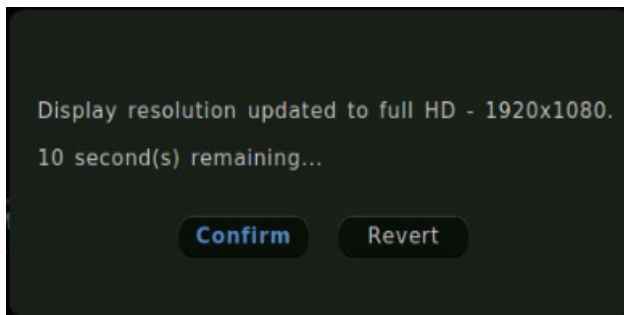 Display resolution updated to full HD - 1920x1080.
10 second(s) remaining...
Confirm Revert